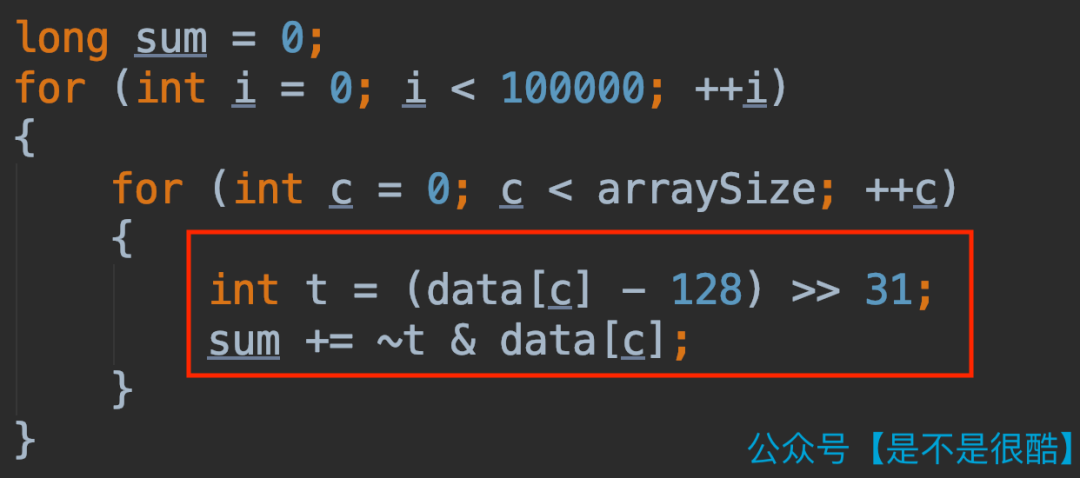 long sum = 0;
for (int i = 0; i < 100000; ++i)
{
    for (int c = 0; c < arraySize; ++c)
    {
        int t = (data[c] - 128) >> 31;
        sum += ~t & data[c];
    }
}
公众号【是不是很酷】